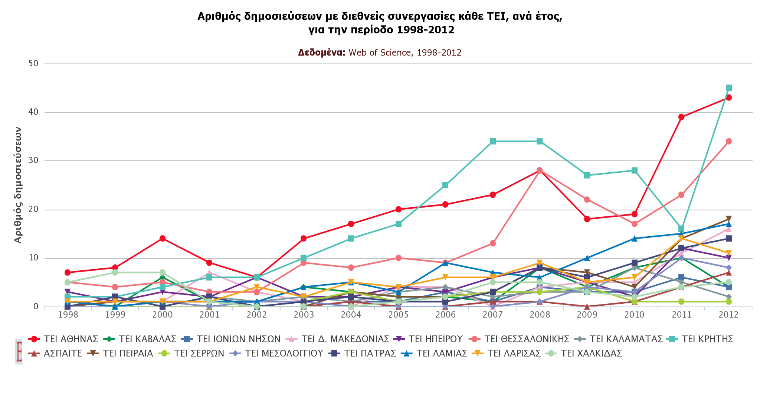 Αριθμός δημοσιεύσεων με διεθνείς συνεργασίες κάθε ΤΕΙ, ανά έτος,
για την περίοδο 1998-2012
Δεδομένα: Web of Science, 1998-2012
Αριθμός δημοσιεύσεων
50
40
30
20
10
0
1998 1999 2000 2001 2002 2003 2004 2005 2006 2007 2008 2009 2010 2011 2012
ΤΕΙ ΑΘΗΝΑΣ ΤΕΙ ΚΑΒΑΛΑΣ ΤΕΙ ΙΟΝΙΩΝ ΝΗΣΩΝ ΤΕΙ Δ. ΜΑΚΕΔΟΝΙΑΣ ΤΕΙ ΗΠΕΙΡΟΥ ΤΕΙ ΘΕΣΣΑΛΟΝΙΚΗΣ ΤΕΙ ΚΑΛΑΜΑΤΑΣ ΤΕΙ ΚΡΗΤΗΣ
ΑΣΠΑΙΤΕ ΤΕΙ ΠΕΙΡΑΙΑ ΤΕΙ ΣΕΡΡΩΝ ΤΕΙ ΜΕΣΟΛΟΓΓΙΟΥ ΤΕΙ ΠΑΤΡΑΣ ΤΕΙ ΛΑΜΙΑΣ ΤΕΙ ΛΑΡΙΣΑΣ ΤΕΙ ΧΑΛΚΙΔΑΣ